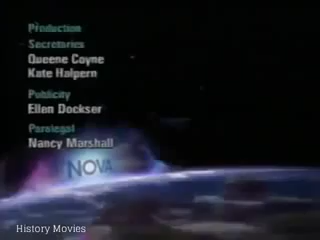 Production
Secretaries
Queene Coyne
Kate Halpern
Publicity
Ellen Dockser
Paralegal
Nancy Marshall
NOVA
History Movies